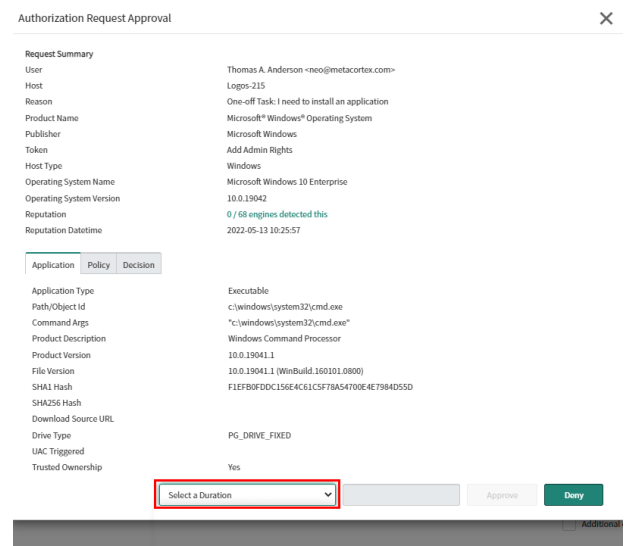 Authorization Request Approval
Request Summary
User Thomas A. Anderson <neo@metacortex.com>
Host Logos-215
Reason One-off Task: I need to install an application
Product Name Microsoft® Windows® Operating System
Publisher Microsoft Windows
Token Add Admin Rights
Host Type Windows
Operating System Name Microsoft Windows 10 Enterprise
Operating System Version 10.0.19042
Reputation 0 / 68 engines detected this
Reputation Datetime 2022-05-13 10:25:57
Application Policy Decision
Application Type Executable
Path/Object Id c:\windows\system32\cmd.exe
Command Args "c:\windows\system32\cmd.exe"
Product Description Windows Command Processor
Product Version 10.0.19041.1
File Version 10.0.19041.1 (WinBuild.160101.0800)
SHA1 Hash F1EFB0FDDC156E4C61C5F78A54700E4E7984D55D
SHA256 Hash
Download Source URL
Drive Type PG_DRIVE_FIXED
UAC Triggered
Trusted Ownership Yes
Select a Duration Approve Deny
Additional